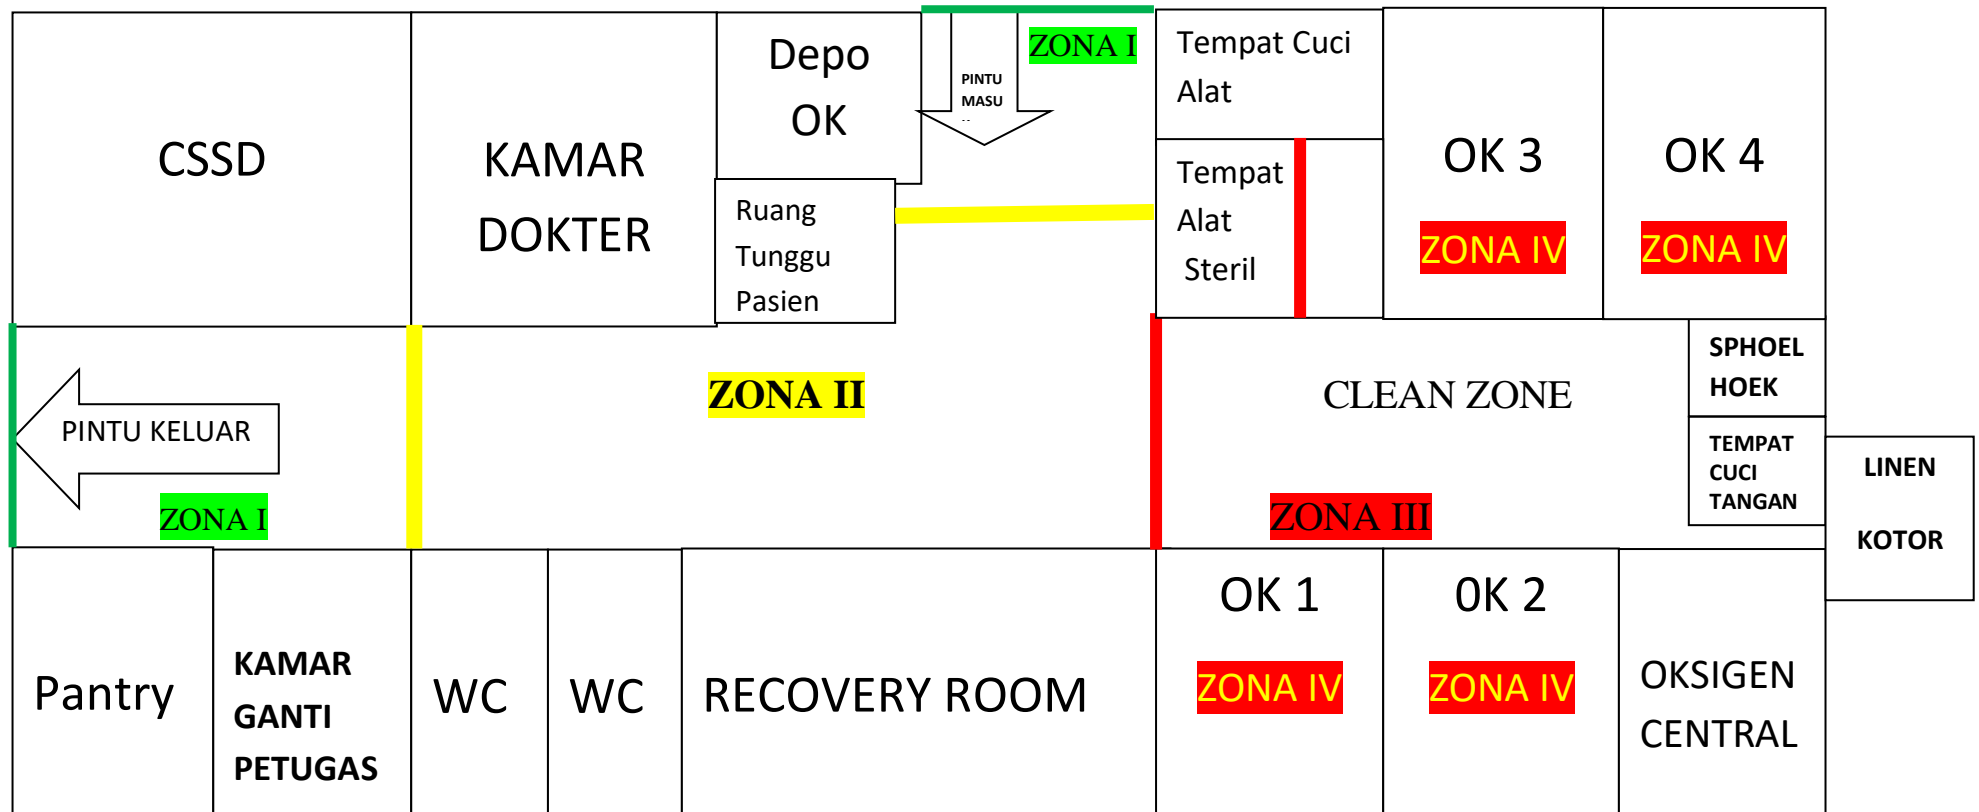 CSSD
KAMAR
DOKTER
Depo
OK
Ruang
Tunggu
Pasien
PINTU
MASU
ZONA I
Tempat Cuci
Alat
Tempat
Alat
Steril
OK 3
ZONA IV
OK 4
ZONA IV
PINTU KELUAR
ZONA I
ZONA II
CLEAN ZONE
ZONA III
SPHOEL
HOEK
TEMPAT
CUCI
TANGAN
LINEN
KOTOR
Pantry
KAMAR
GANTI
PETUGAS
WC
WC
RECOVERY ROOM
OK 1
ZONA IV
0K 2
ZONA IV
OKSIGEN
CENTRAL